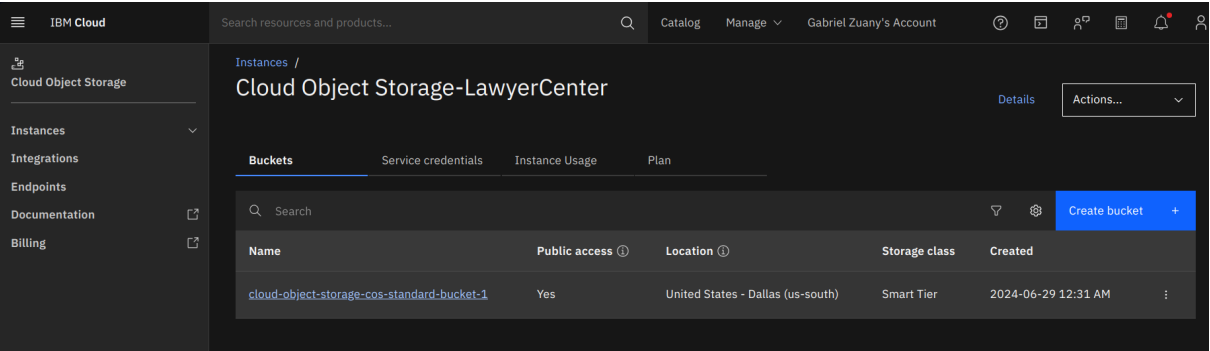 IBM Cloud
Search resources and products...
Catalog
Manage
Gabriel Zuany's Account
Cloud Object Storage
Instances
Integrations
Endpoints
Documentation
Billing
Instances /
Cloud Object Storage-LawyerCenter
Details
Actions...
Buckets
Service credentials
Instance Usage
Plan
Search
Create bucket +
Name
Public access
Location
Storage class
Created
cloud-object-storage-cos-standard-bucket-1
Yes
United States - Dallas (us-south)
Smart Tier
2024-06-29 12:31 AM